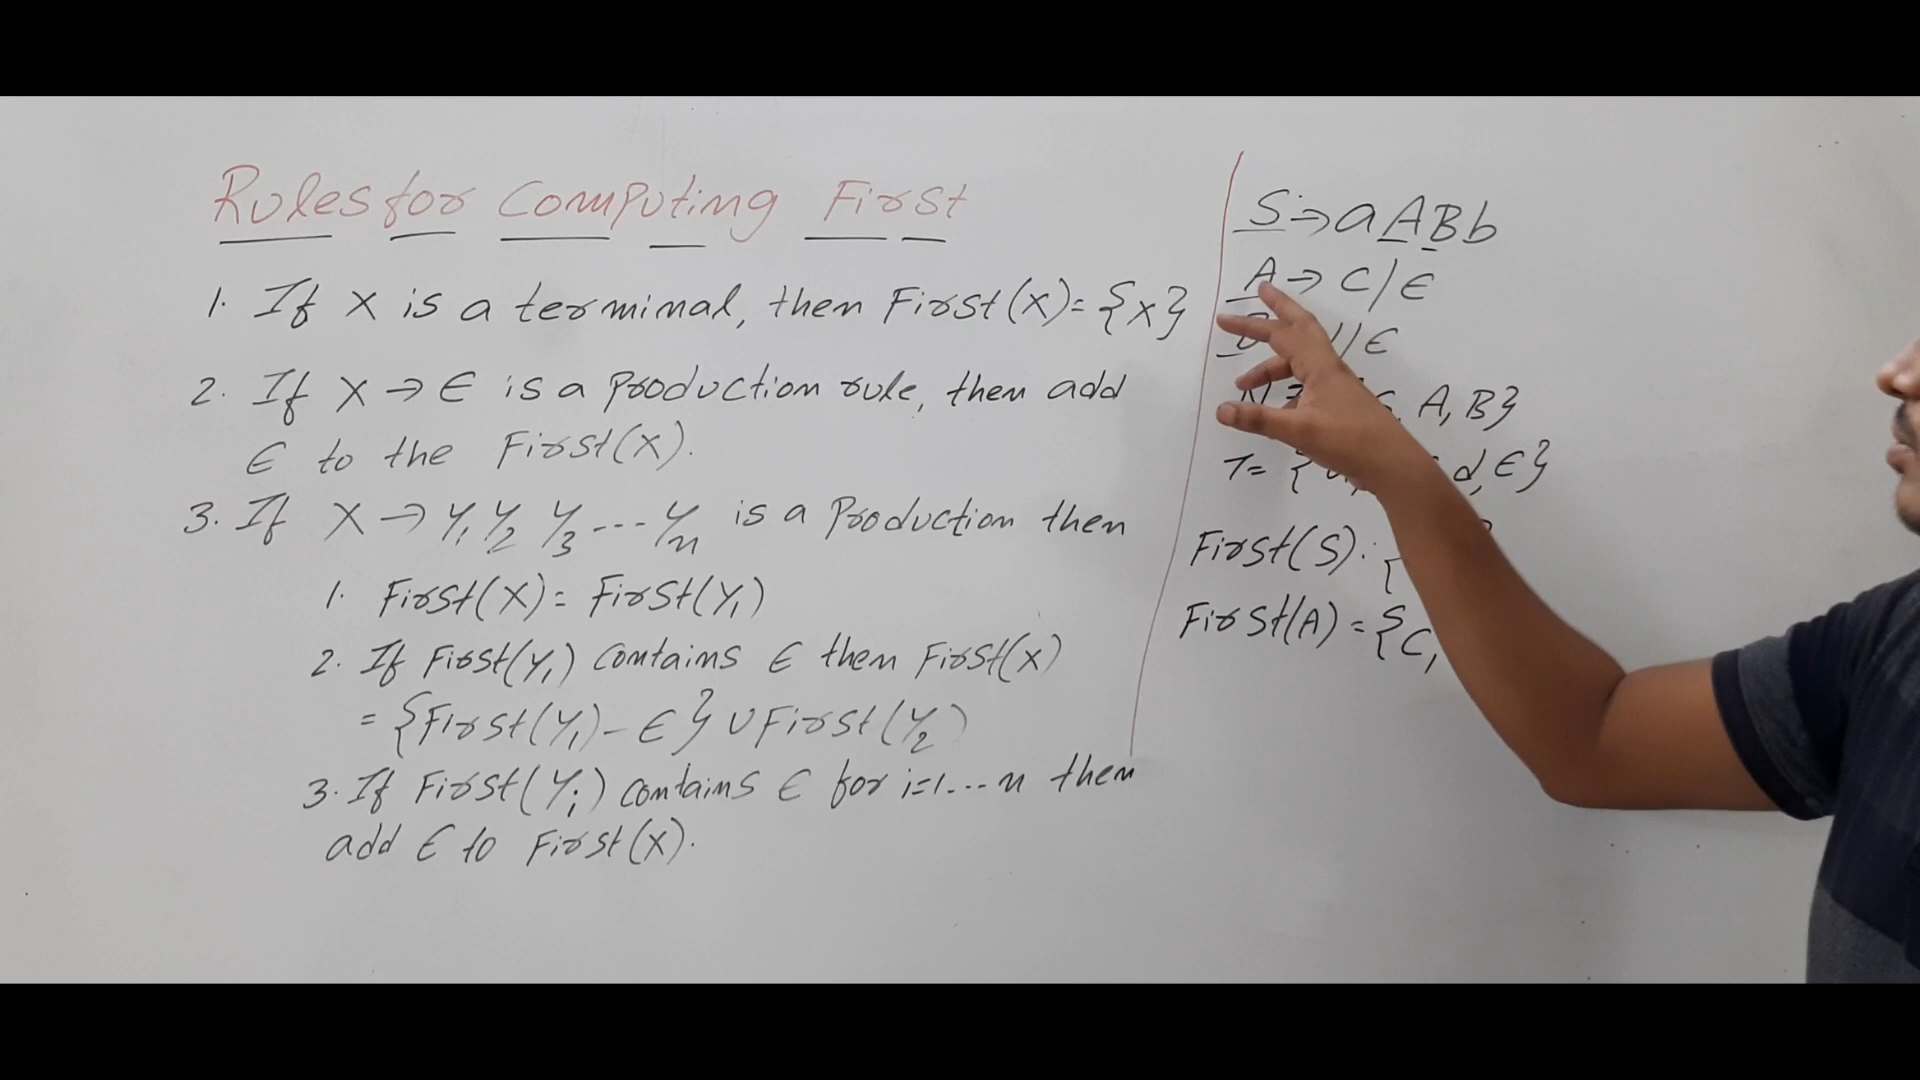 Rules for Computing First
1. If X is a terminal, then First(X)= {X}
2. If X → ϵ is a Production rule, then add
ϵ to the First(X).
3. If X → Y1 Y2 Y3 --- Yn is a Production then
1. First(X)= First(Y1)
2. If First(Y1) Contains ϵ then First(X)
= {First(Y1) - ϵ} ∪ First(Y2)
3. If First(Yi) Contains ϵ for i=1...n then
add ϵ to First(X).
S → a A B b
A → C / ϵ
/ ϵ
A, B}
T= { d, ϵ}
First(S). {
First(A) = {C,